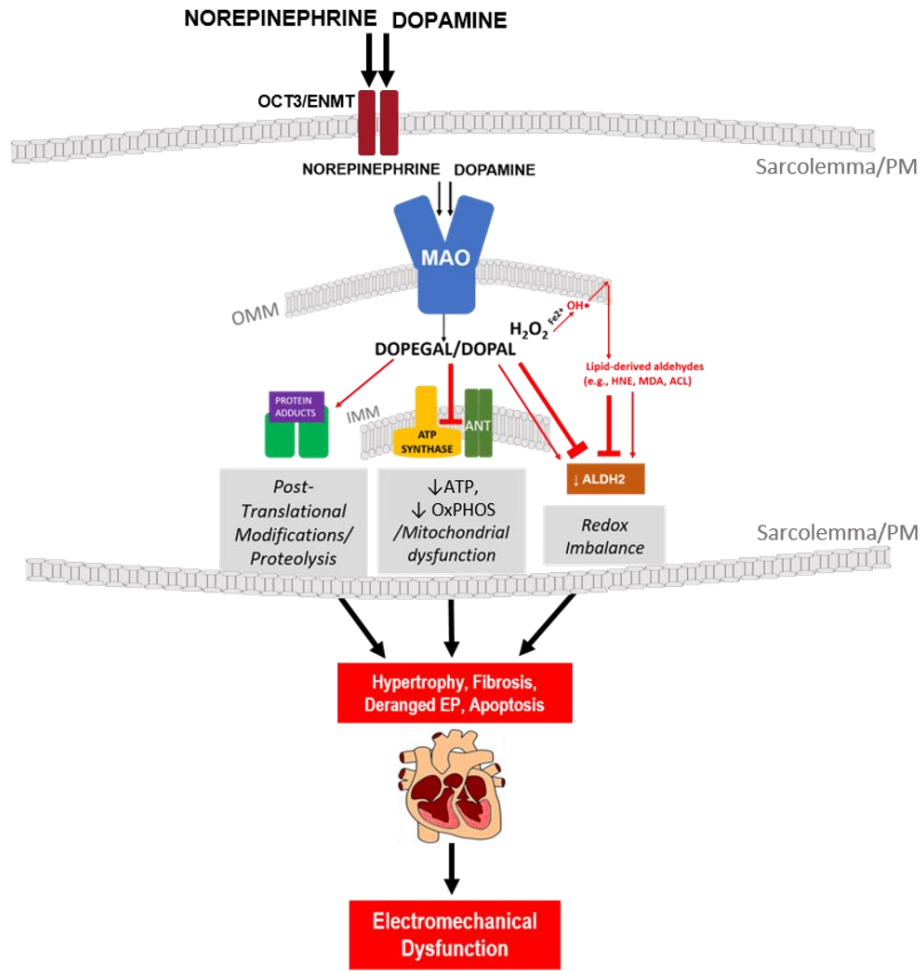 NOREPINEPHRINE DOPAMINE
OCT3/ENMT
Sarcolemma/PM
NOREPINEPHRINE DOPAMINE
MAO
OMM
H₂O₂ Fe2+ OH•
DOPEGAL/DOPAL
Lipid-derived aldehydes
(e.g., HNE, MDA, ACL)
PROTEIN
ADDUCTS
IMM
ATP
SYNTHASE
ANT
↓ ALDH2
Post-
Translational
Modifications/
Proteolysis
↓ATP,
↓ OxPHOS
/Mitochondrial
dysfunction
Redox
Imbalance
Sarcolemma/PM
Hypertrophy, Fibrosis,
Deranged EP, Apoptosis
Electromechanical
Dysfunction